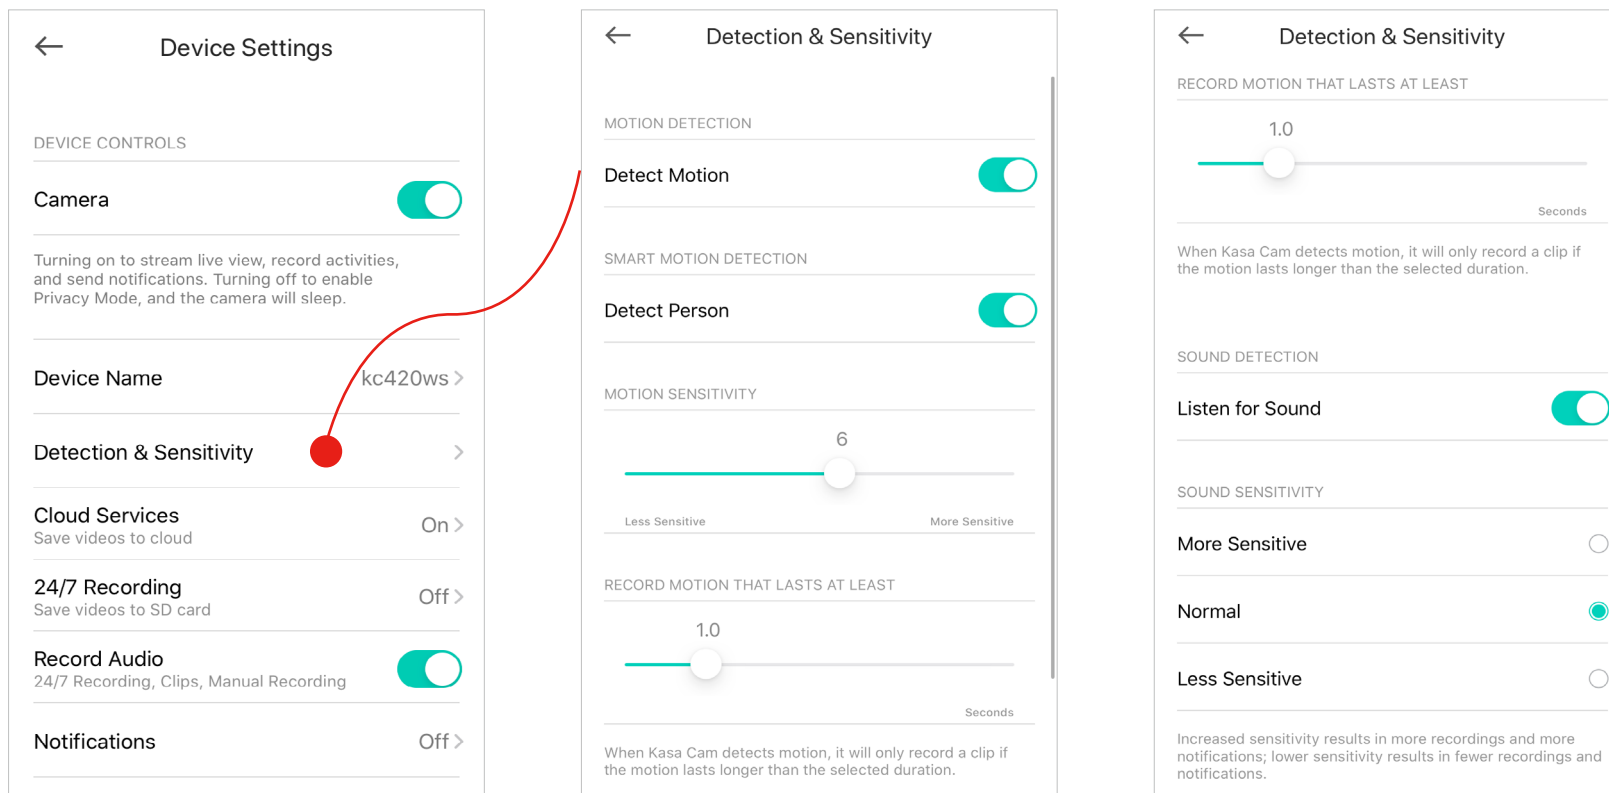 Device Settings
DEVICE CONTROLS
Camera
Turning on to stream live view, record activities,
and send notifications. Turning off to enable
Privacy Mode, and the camera will sleep.
Device Name kc420ws
Detection & Sensitivity
Cloud Services On
Save videos to cloud
24/7 Recording Off
Save videos to SD card
Record Audio
24/7 Recording, Clips, Manual Recording
Notifications Off
Detection & Sensitivity
MOTION DETECTION
Detect Motion
SMART MOTION DETECTION
Detect Person
MOTION SENSITIVITY
6
Less Sensitive More Sensitive
RECORD MOTION THAT LASTS AT LEAST
1.0
Seconds
When Kasa Cam detects motion, it will only record a clip if
the motion lasts longer than the selected duration.
Detection & Sensitivity
RECORD MOTION THAT LASTS AT LEAST
1.0
Seconds
When Kasa Cam detects motion, it will only record a clip if
the motion lasts longer than the selected duration.
SOUND DETECTION
Listen for Sound
SOUND SENSITIVITY
More Sensitive
Normal
Less Sensitive
Increased sensitivity results in more recordings and more
notifications; lower sensitivity results in fewer recordings and
notifications.